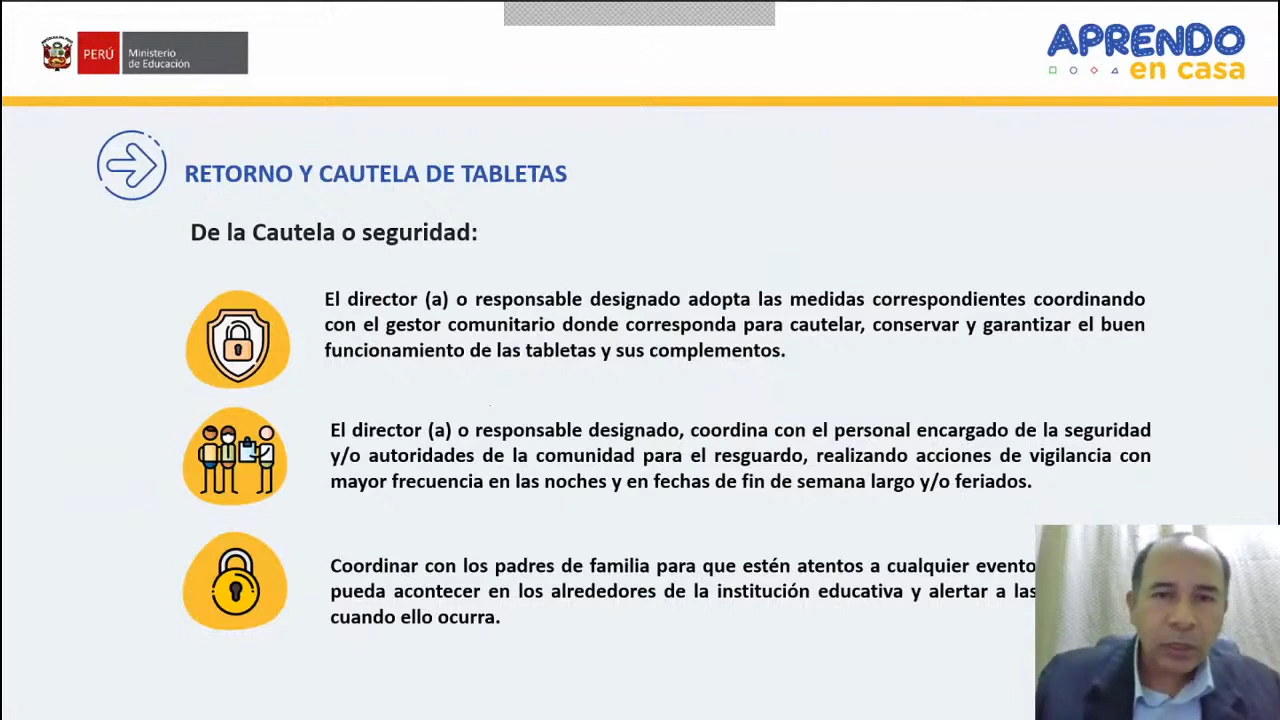 PERÚ
Ministerio
de Educación
APRENDO
en casa
RETORNO Y CAUTELA DE TABLETAS
De la Cautela o seguridad:
El director (a) o responsable designado adopta las medidas correspondientes coordinando
con el gestor comunitario donde corresponda para cautelar, conservar y garantizar el buen
funcionamiento de las tabletas y sus complementos.
El director (a) o responsable designado, coordina con el personal encargado de la seguridad
y/o autoridades de la comunidad para el resguardo, realizando acciones de vigilancia con
mayor frecuencia en las noches y en fechas de fin de semana largo y/o feriados.
Coordinar con los padres de familia para que estén atentos a cualquier evento
pueda acontecer en los alrededores de la institución educativa y alertar a las
cuando ello ocurra.